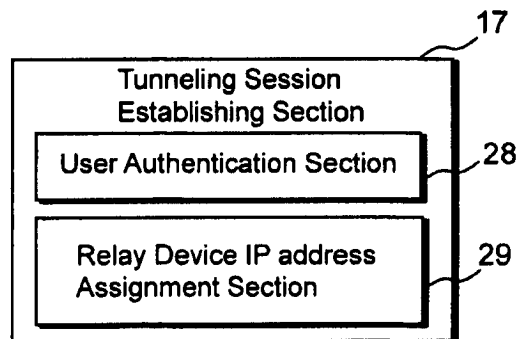 17
Tunneling Session
Establishing Section
User Authentication Section
28
Relay Device IP address
Assignment Section
29